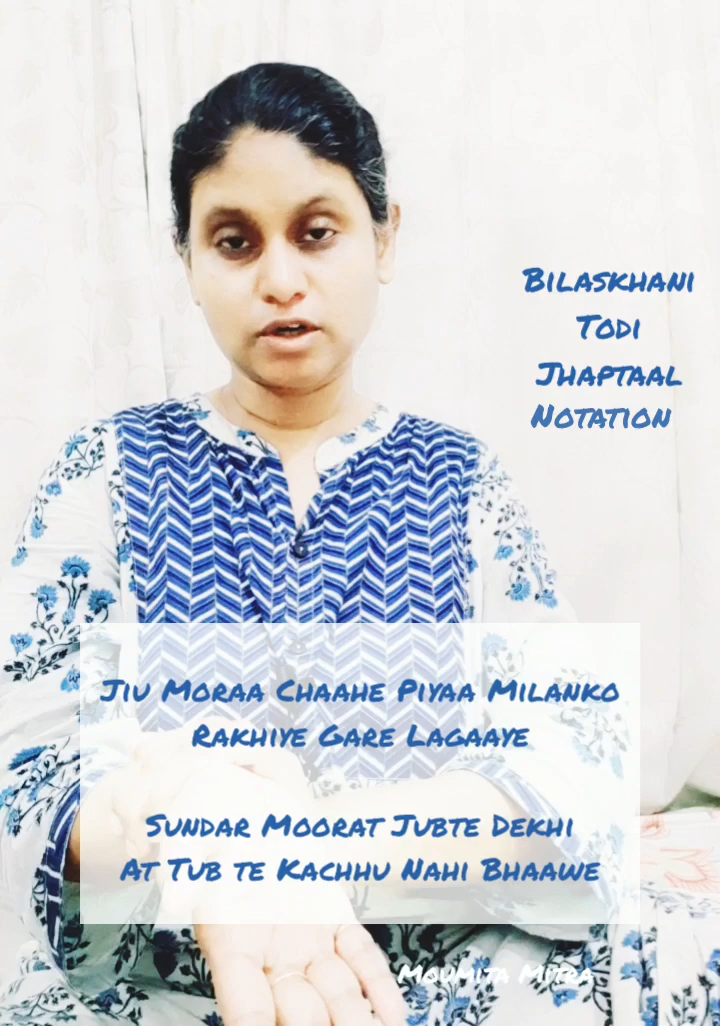 Bilaskhani
Todi
Jhaptaal
Notation
Jiu Moraa Chaahe Piyaa Milanko
Rakhiye Gare Lagaaye
Sundar Moorat Jubte Dekhi
At Tub te Kachhu Nahi Bhaawe
Moumita Mitra